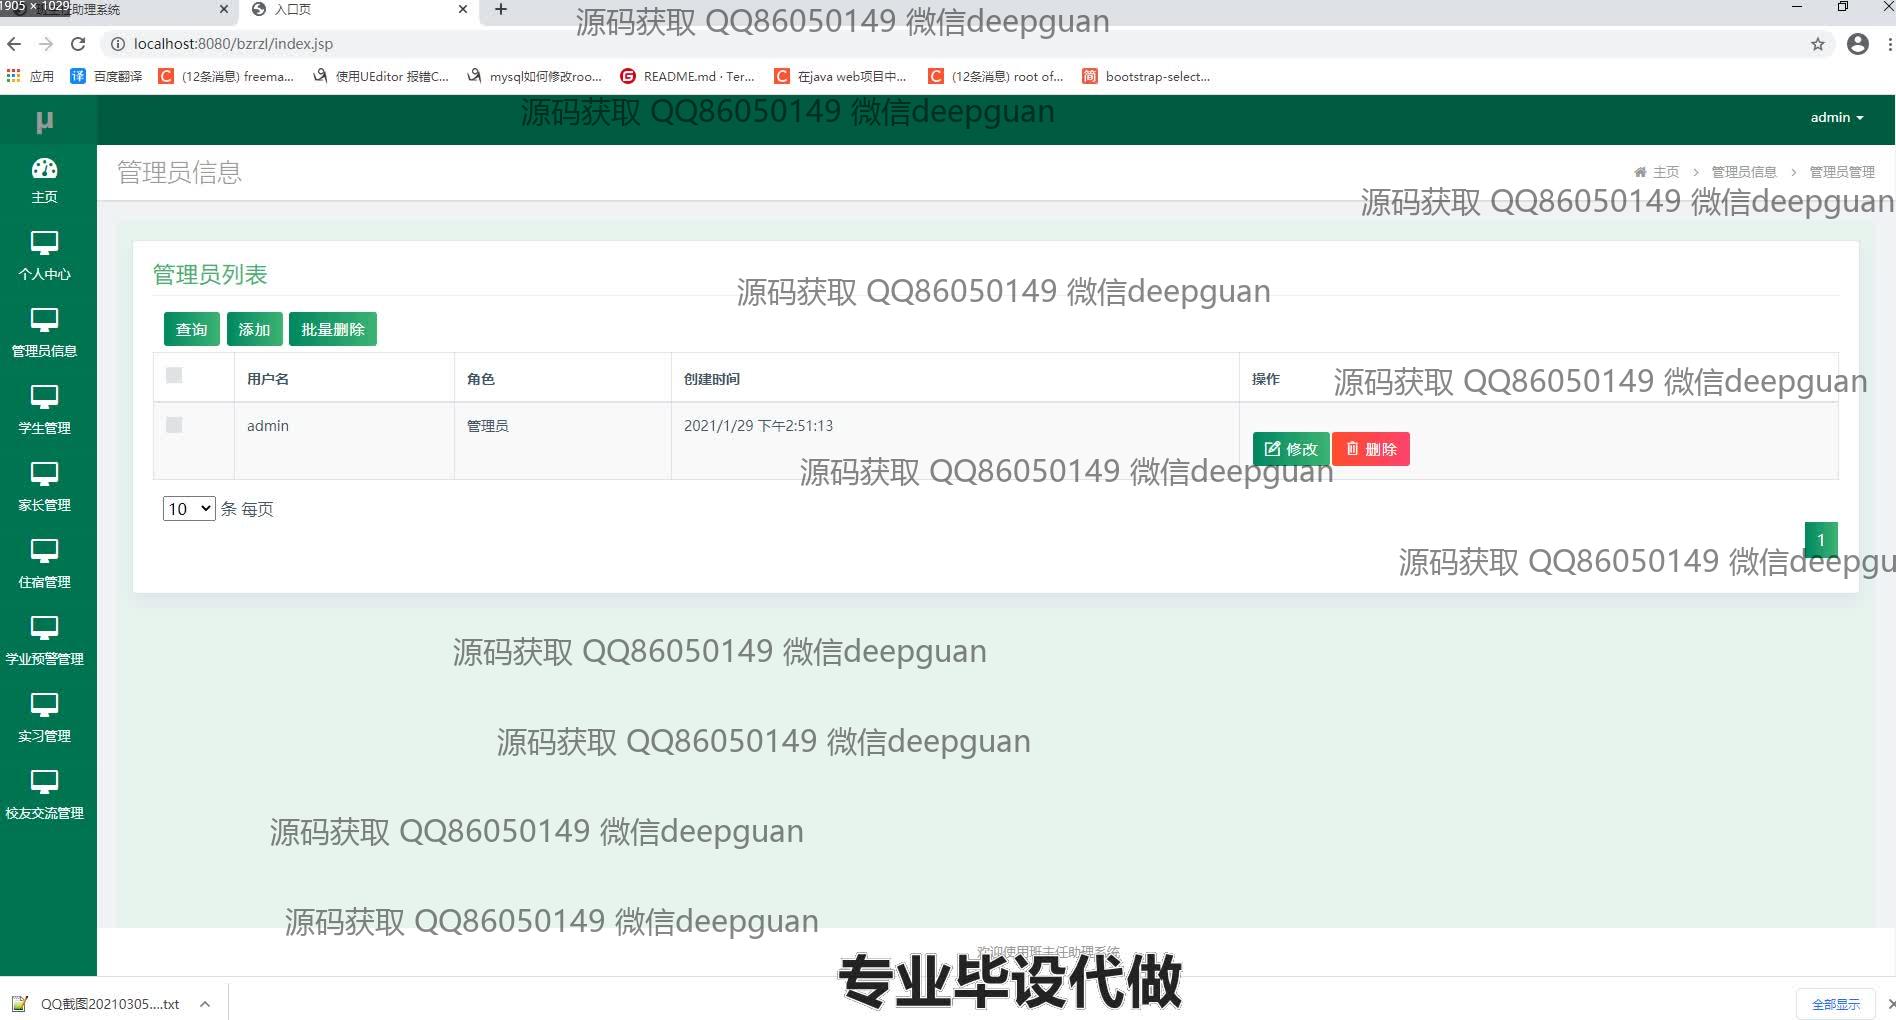 1905 × 1029
任助理系统
入口页
源码获取 QQ86050149 微信deepguan
localhost:8080/bzrzl/index.jsp
应用
译 百度翻译
C (12条消息) freema...
使用UEditor 报错C...
mysql如何修改roo...
G README.md · Ter...
C 在java web项目中...
C (12条消息) root of...
简 bootstrap-select...
源码获取 QQ86050149 微信deepguan
μ
admin
主页
个人中心
管理员信息
学生管理
家长管理
住宿管理
学业预警管理
实习管理
校友交流管理
管理员信息
主页 > 管理员信息 > 管理员管理
源码获取 QQ86050149 微信deepguan
管理员列表
源码获取 QQ86050149 微信deepguan
查询 添加 批量删除
用户名 角色 创建时间 操作
源码获取 QQ86050149 微信deepguan
admin 管理员 2021/1/29 下午2:51:13
修改 删除
源码获取 QQ86050149 微信deepguan
10 条 每页
1
源码获取 QQ86050149 微信deepgu
源码获取 QQ86050149 微信deepguan
源码获取 QQ86050149 微信deepguan
源码获取 QQ86050149 微信deepguan
源码获取 QQ86050149 微信deepguan
欢迎使用班主任助理系统
专业毕设代做
QQ截图20210305....txt
全部显示